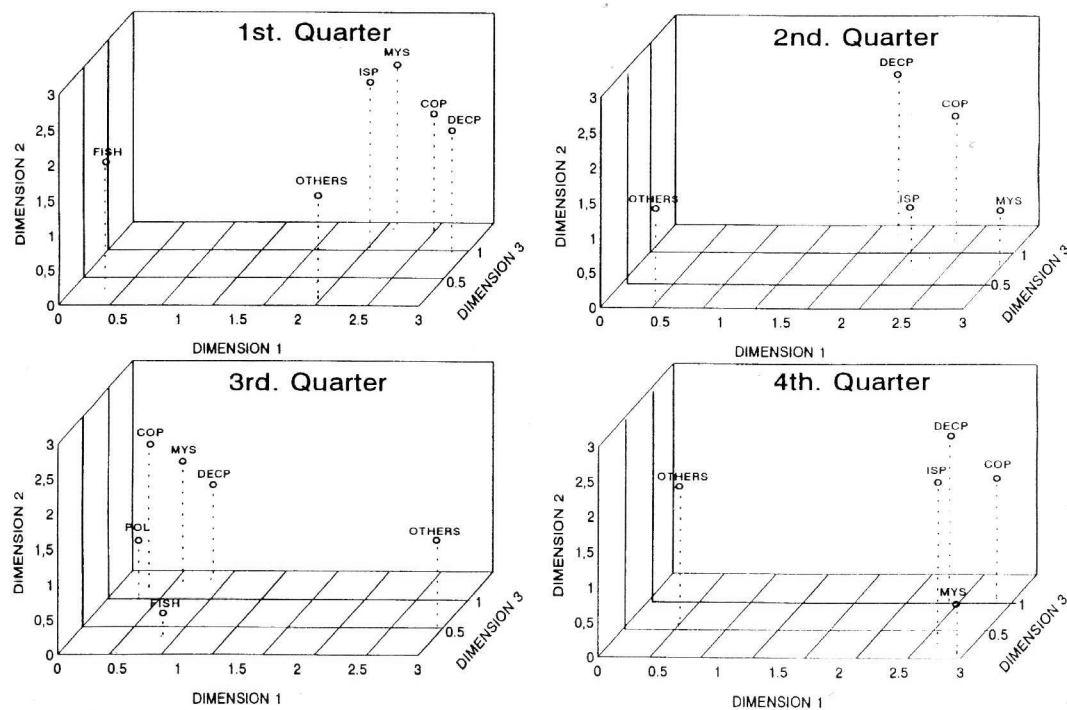 1st. Quarter
MYS
ISP
COP
DECP
FISH
OTHERS
DIMENSION 2
3
2,5
2
1.5
1
0,5
0
0
0.5
1
1.5
2
2.5
3
0.5
1
DIMENSION 3
DIMENSION 1
2nd. Quarter
DECP
COP
OTHERS
ISP
MYS
DIMENSION 2
3
2,5
2
1.5
1
0,5
0
0
0.5
1
1.5
2
2.5
3
0.5
1
DIMENSION 3
DIMENSION 1
3rd. Quarter
COP
MYS
DECP
POL
OTHERS
FISH
DIMENSION 2
3
2,5
2
1.5
1
0,5
0
0
0.5
1
1.5
2
2.5
3
0.5
1
DIMENSION 3
DIMENSION 1
4th. Quarter
DECP
ISP
COP
OTHERS
MYS
DIMENSION 2
3
2,5
2
1.5
1
0,5
0
0
0.5
1
1.5
2
2.5
3
0.5
1
DIMENSION 3
DIMENSION 1